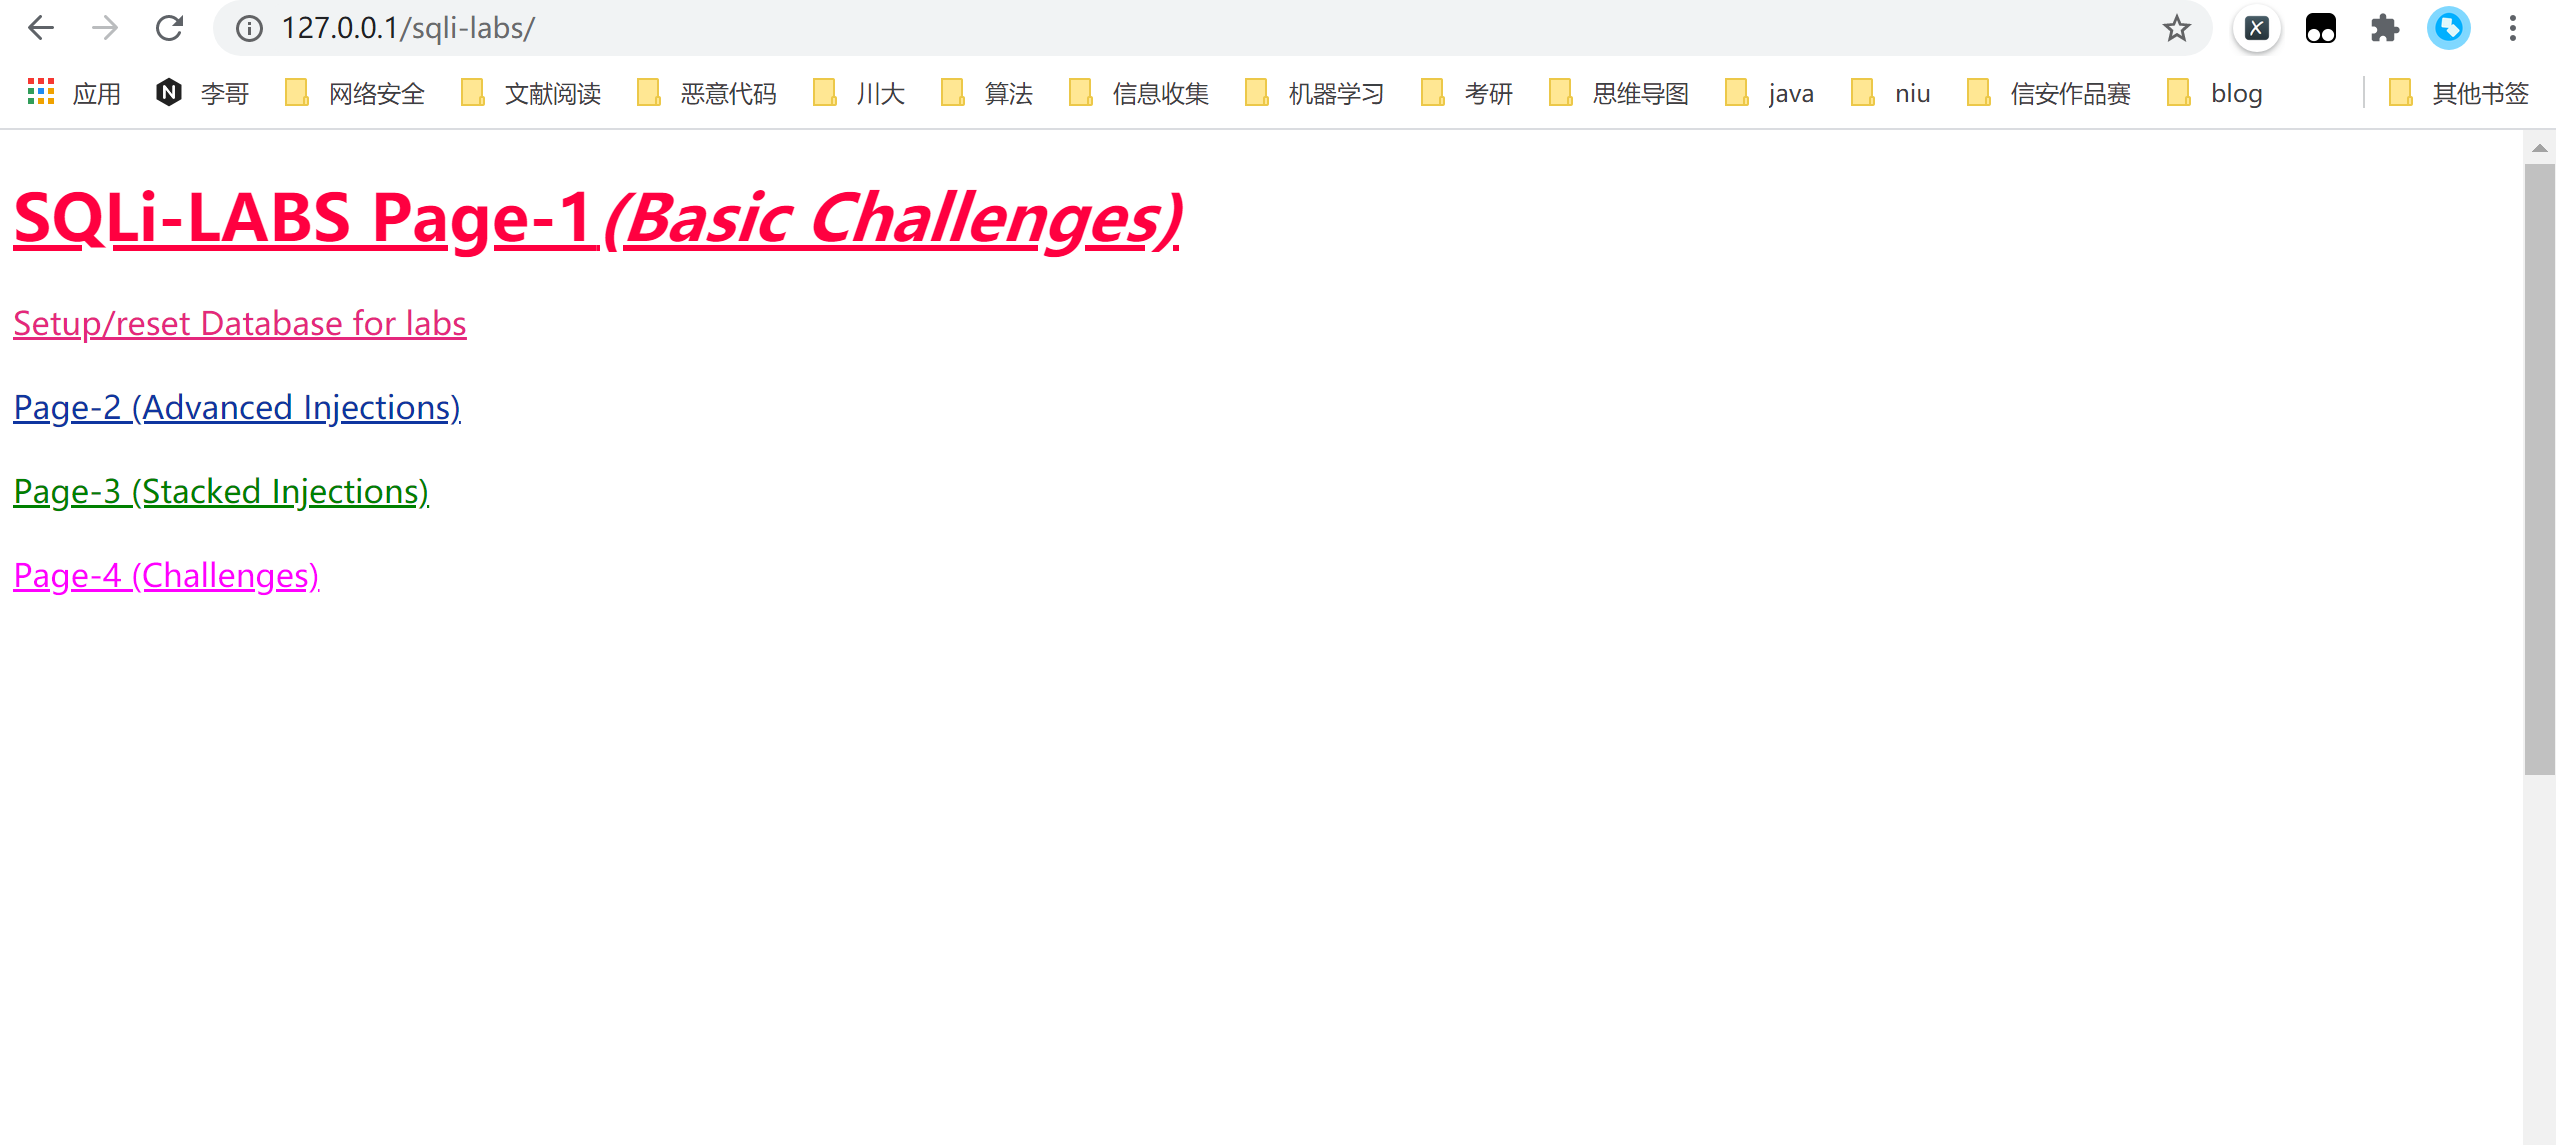 127.0.0.1/sqli-labs/
应用 李哥 网络安全 文献阅读 恶意代码 川大 算法 信息收集 机器学习 考研 思维导图 java niu 信安作品赛 blog 其他书签
SQLi-LABS Page-1(Basic Challenges)
Setup/reset Database for labs
Page-2 (Advanced Injections)
Page-3 (Stacked Injections)
Page-4 (Challenges)